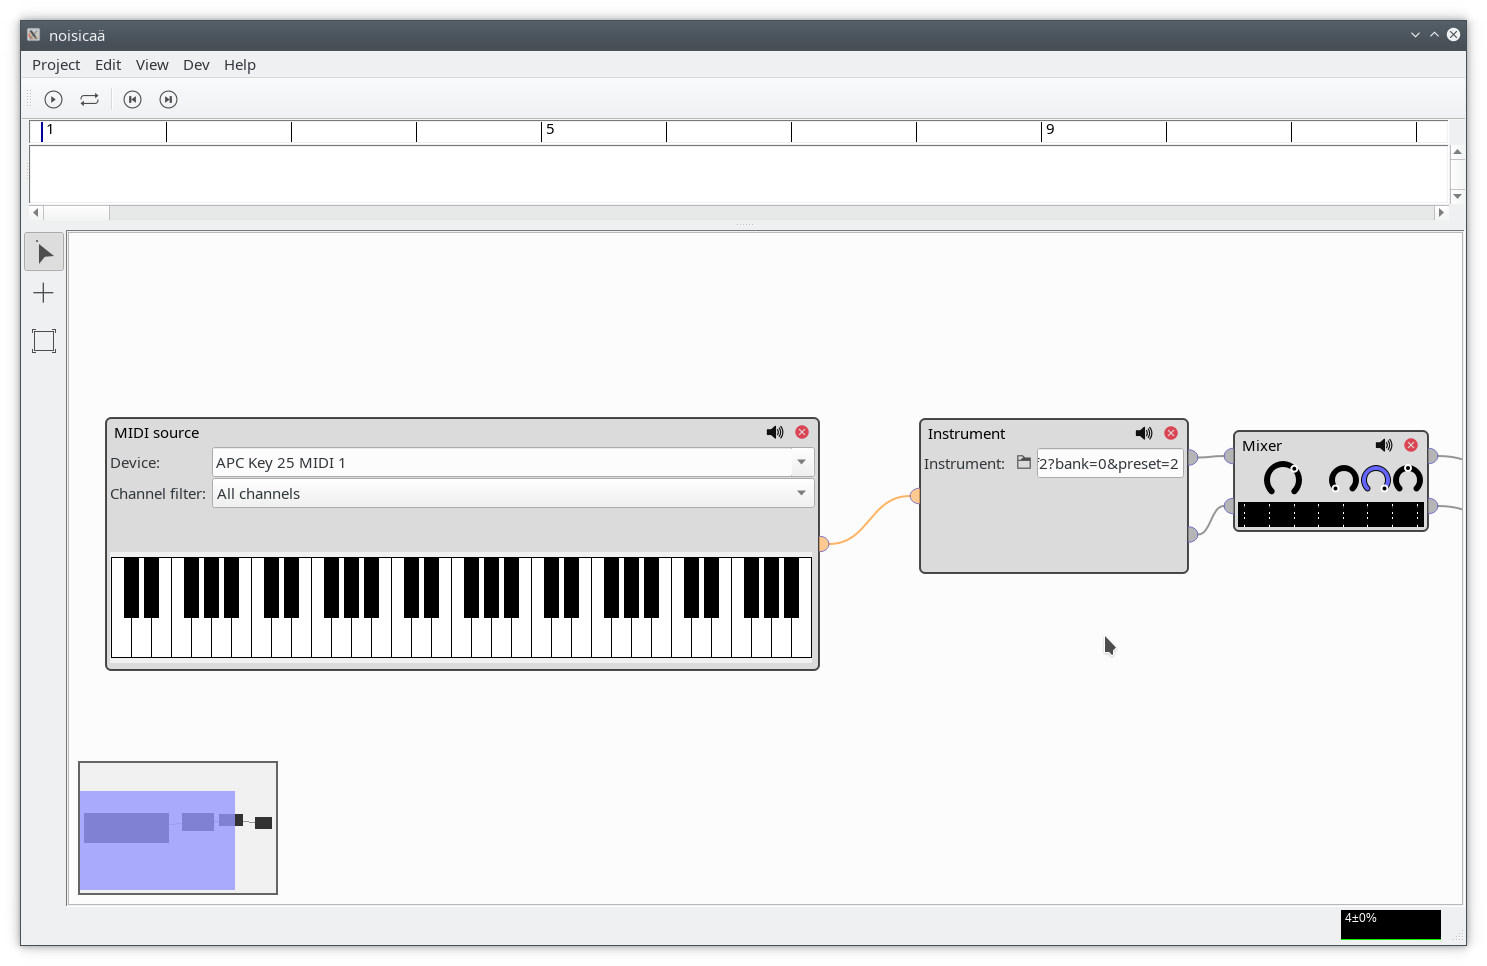 noisicaä
Project Edit View Dev Help
1 5 9
MIDI source
Device: APC Key 25 MIDI 1
Channel filter: All channels
Instrument
Instrument: 2?bank=0&preset=2
Mixer
4±0%